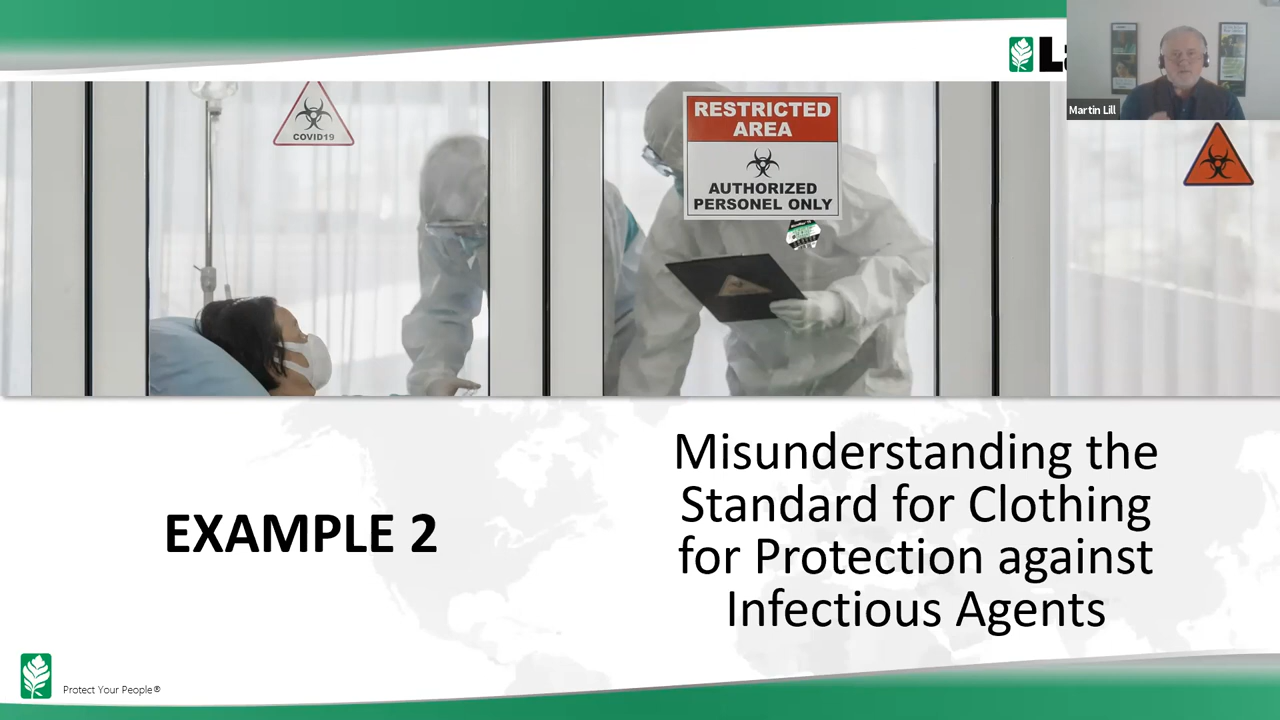 Martin Lill
COVID19
RESTRICTED
AREA
AUTHORIZED
PERSONEL ONLY
EXAMPLE 2
Misunderstanding the
Standard for Clothing
for Protection against
Infectious Agents
Protect Your People®